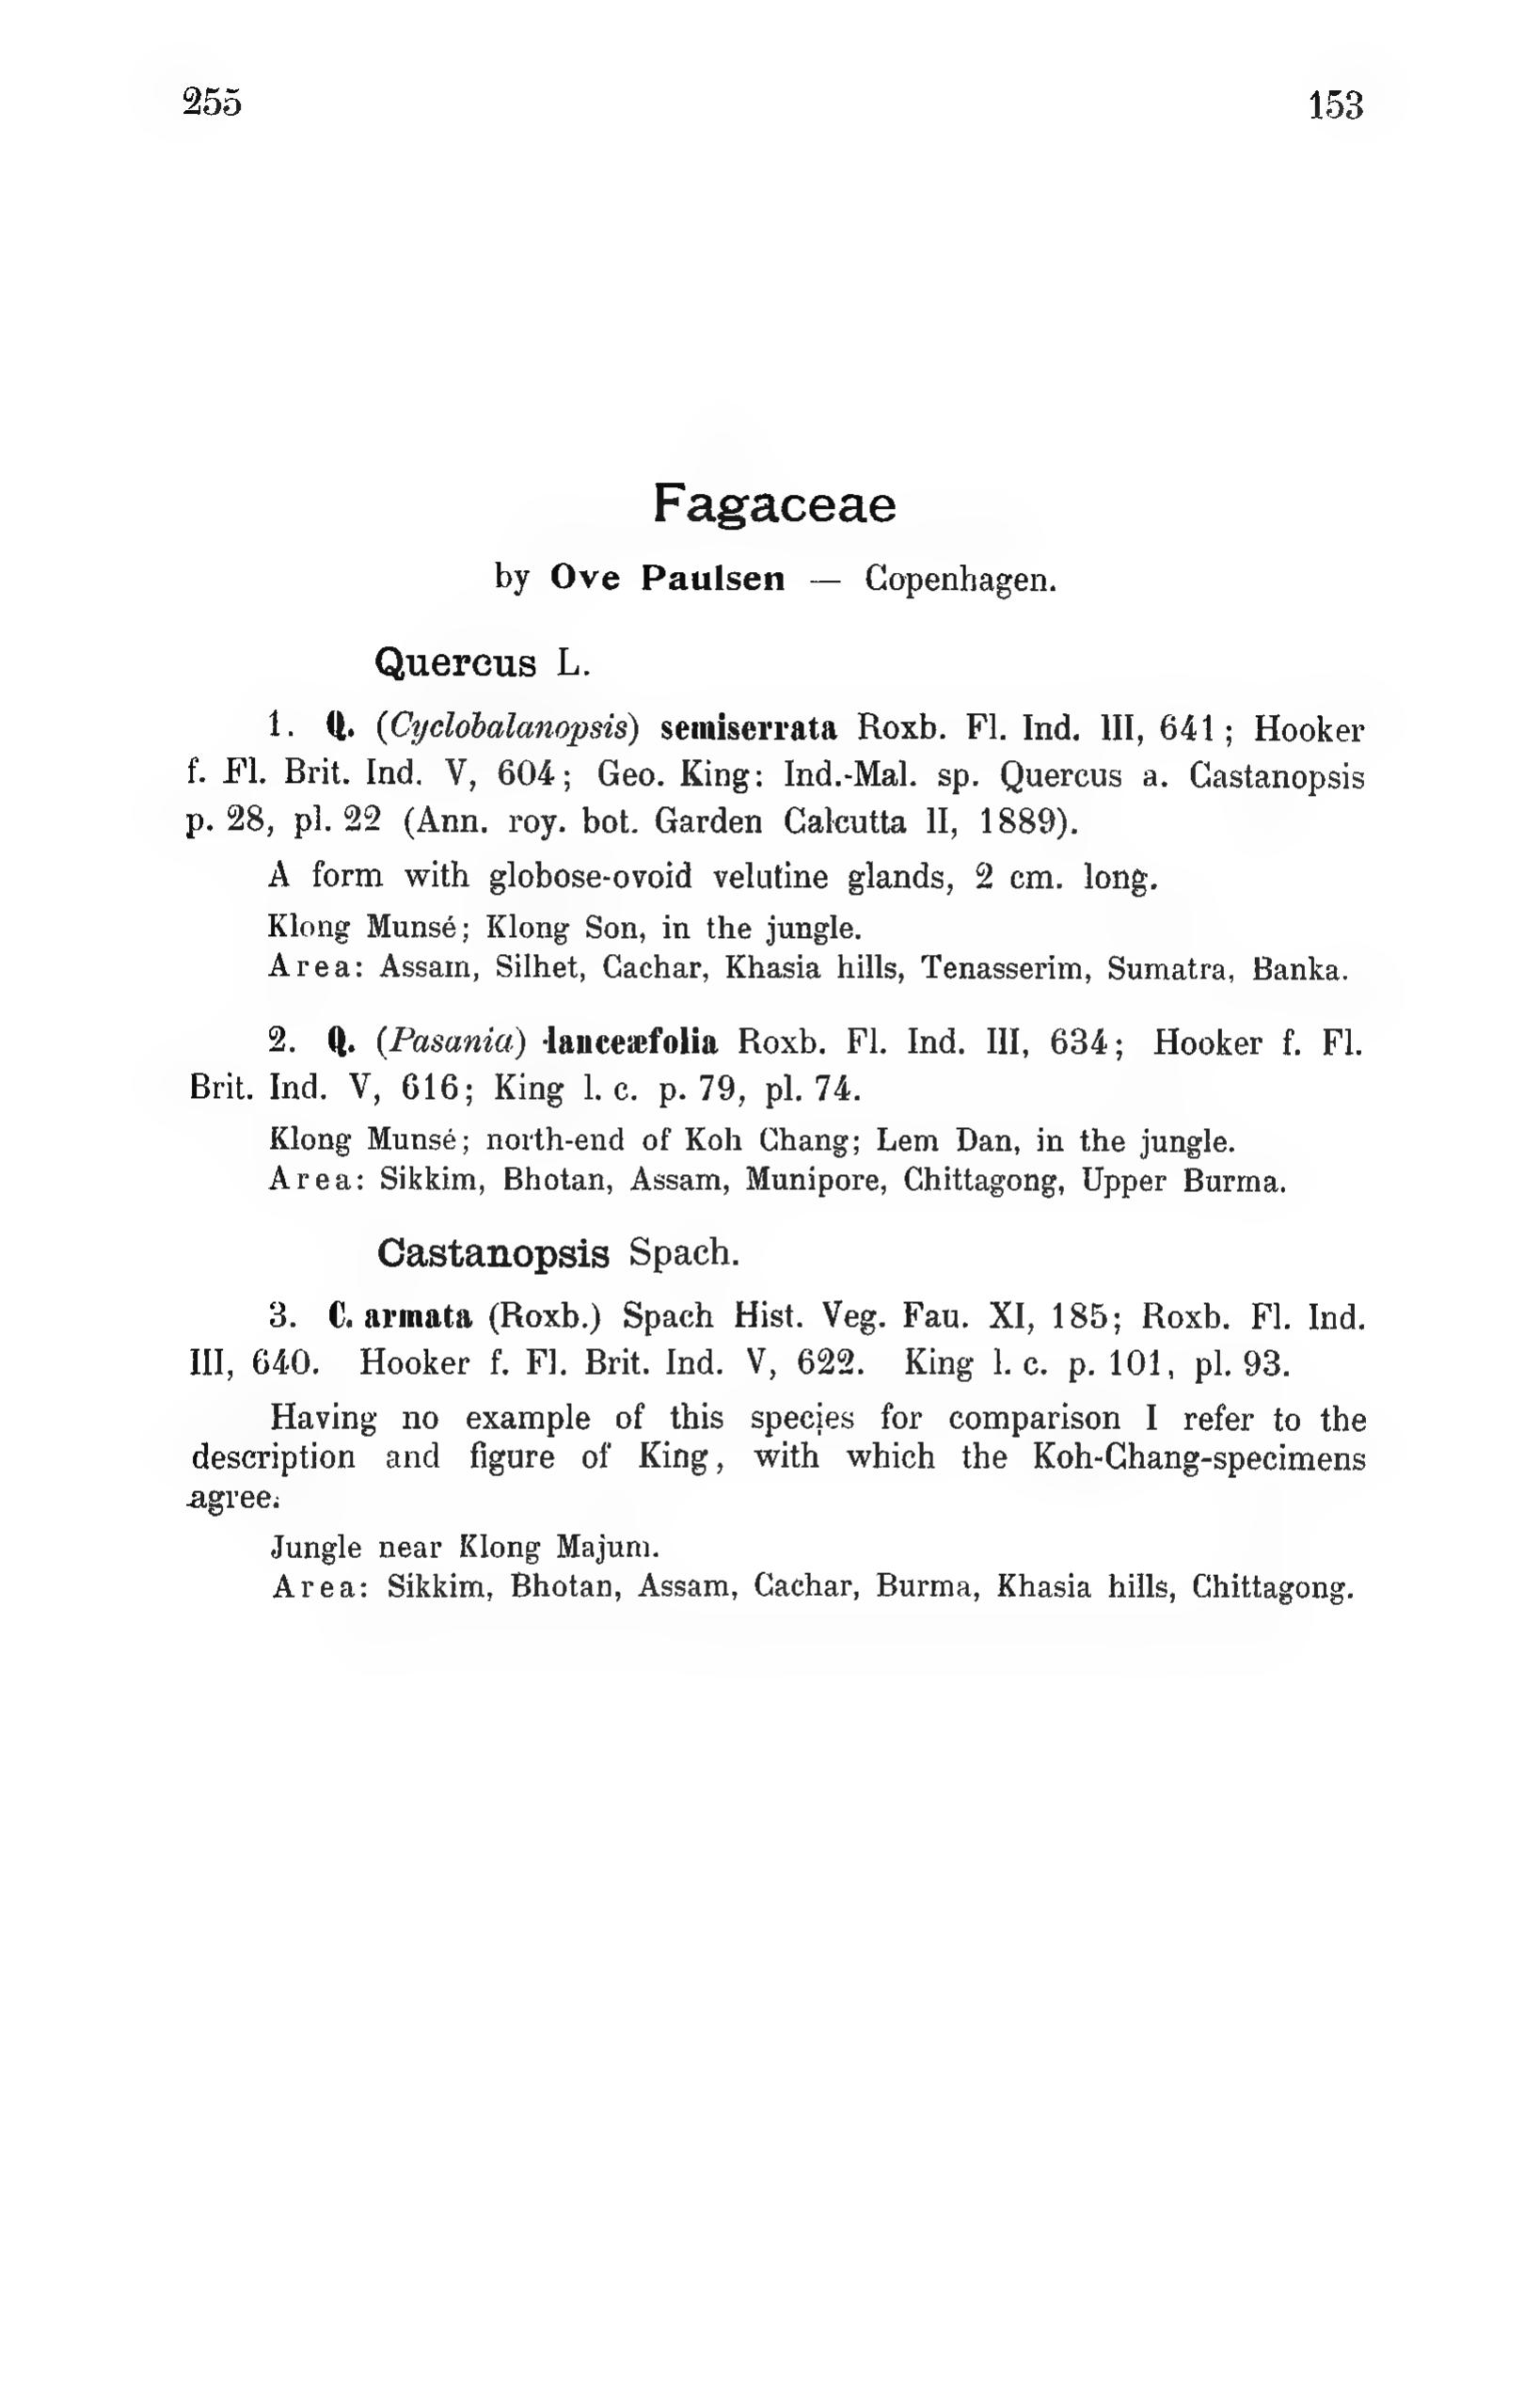 255 153
Fagaceae
by Ove Paulsen — Copenhagen.
Quercus L.
1. Q. (Cyclobalanopsis) semiserrata Roxb. Fl. Ind. III, 641; Hooker
f. Fl. Brit. Ind. V, 604; Geo. King: Ind.-Mal. sp. Quercus a. Castanopsis
p. 28, pl. 22 (Ann. roy. bot. Garden Calcutta II, 1889).
A form with globose-ovoid velutine glands, 2 cm. long.
Klong Munsé; Klong Son, in the jungle.
Area: Assam, Silhet, Cachar, Khasia hills, Tenasserim, Sumatra, Banka.
2. Q. (Pasania) lanceæfolia Roxb. Fl. Ind. III, 634; Hooker f. Fl.
Brit. Ind. V, 616; King l. c. p. 79, pl. 74.
Klong Munsé; north-end of Koh Chang; Lem Dan, in the jungle.
Area: Sikkim, Bhotan, Assam, Munipore, Chittagong, Upper Burma.
Castanopsis Spach.
3. C. armata (Roxb.) Spach Hist. Veg. Fau. XI, 185; Roxb. Fl. Ind.
III, 640. Hooker f. Fl. Brit. Ind. V, 622. King l. c. p. 101, pl. 93.
Having no example of this species for comparison I refer to the
description and figure of King, with which the Koh-Chang-specimens
agree.
Jungle near Klong Majum.
Area: Sikkim, Bhotan, Assam, Cachar, Burma, Khasia hills, Chittagong.